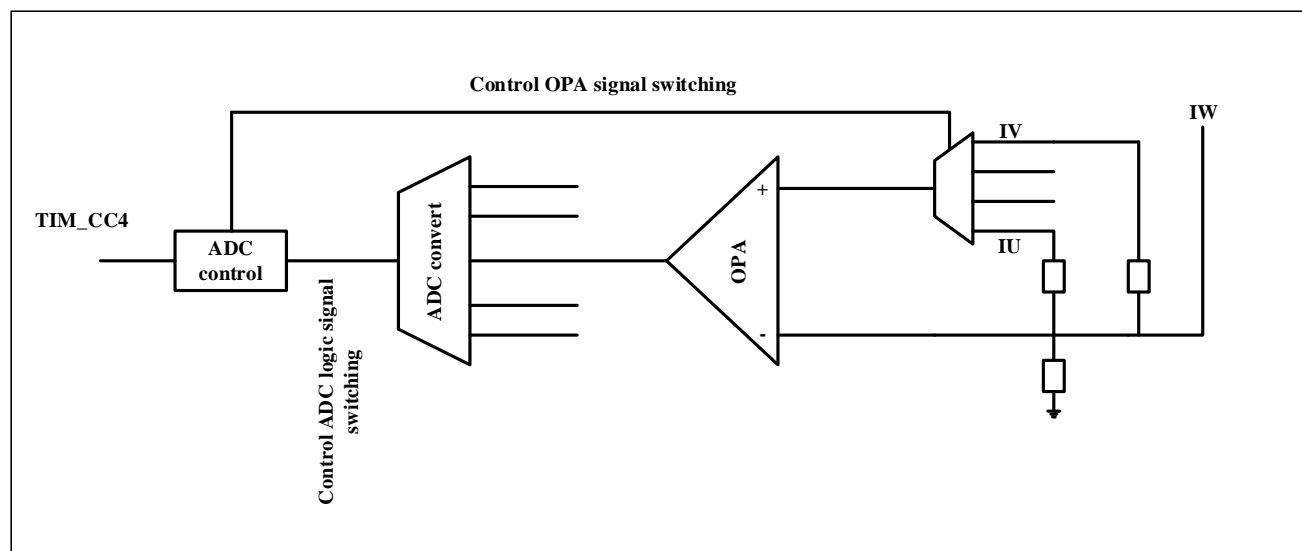 Control OPA signal switching
IW
IV
TIM_CC4
+
ADC
control
ADC convert
OPA
IU
-
Control ADC logic signal
switching